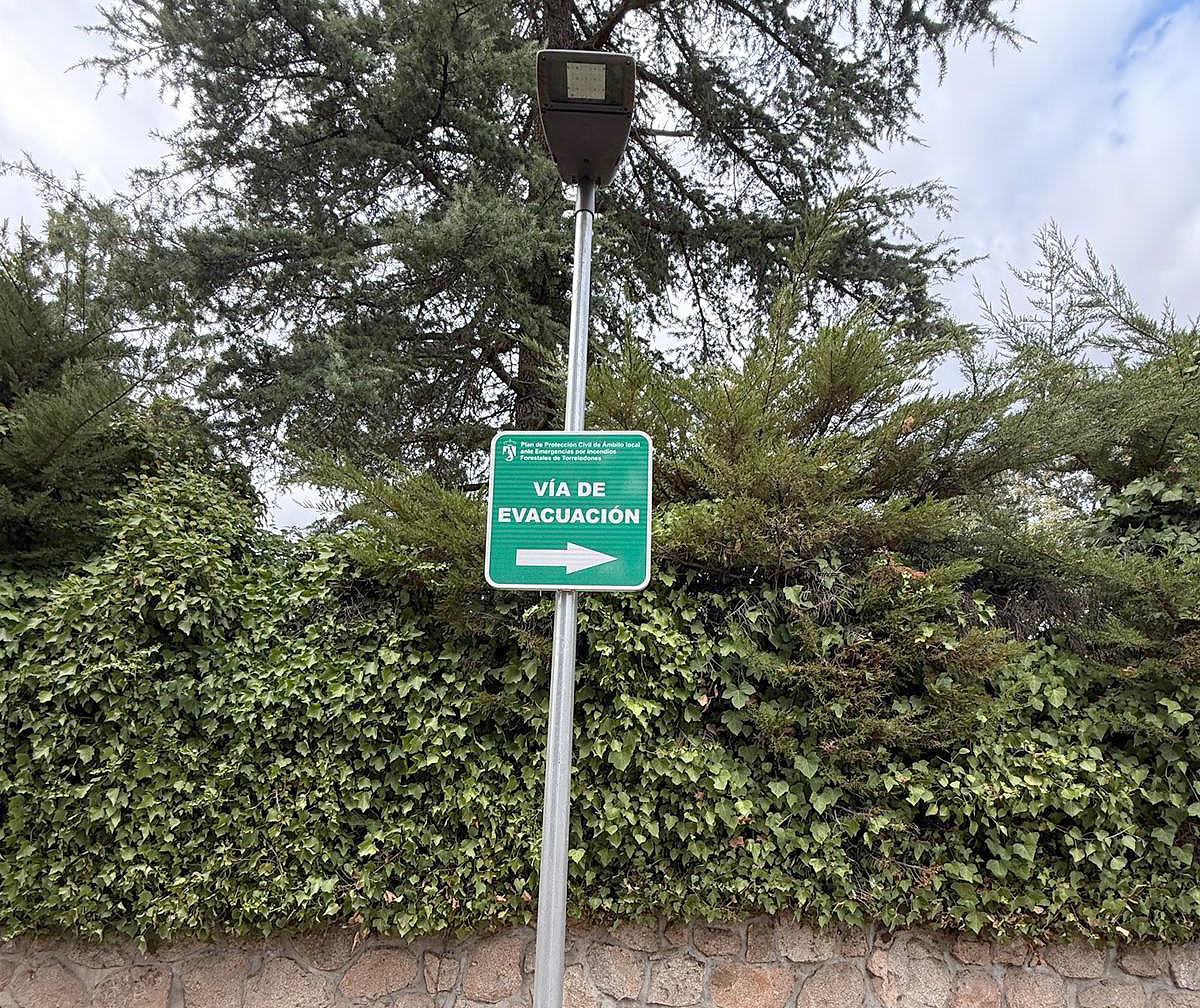 Plan de Protección Civil de Ámbito local
ante Emergencias por incendios
Forestales de Torrelodones
VÍA DE
EVACUACIÓN